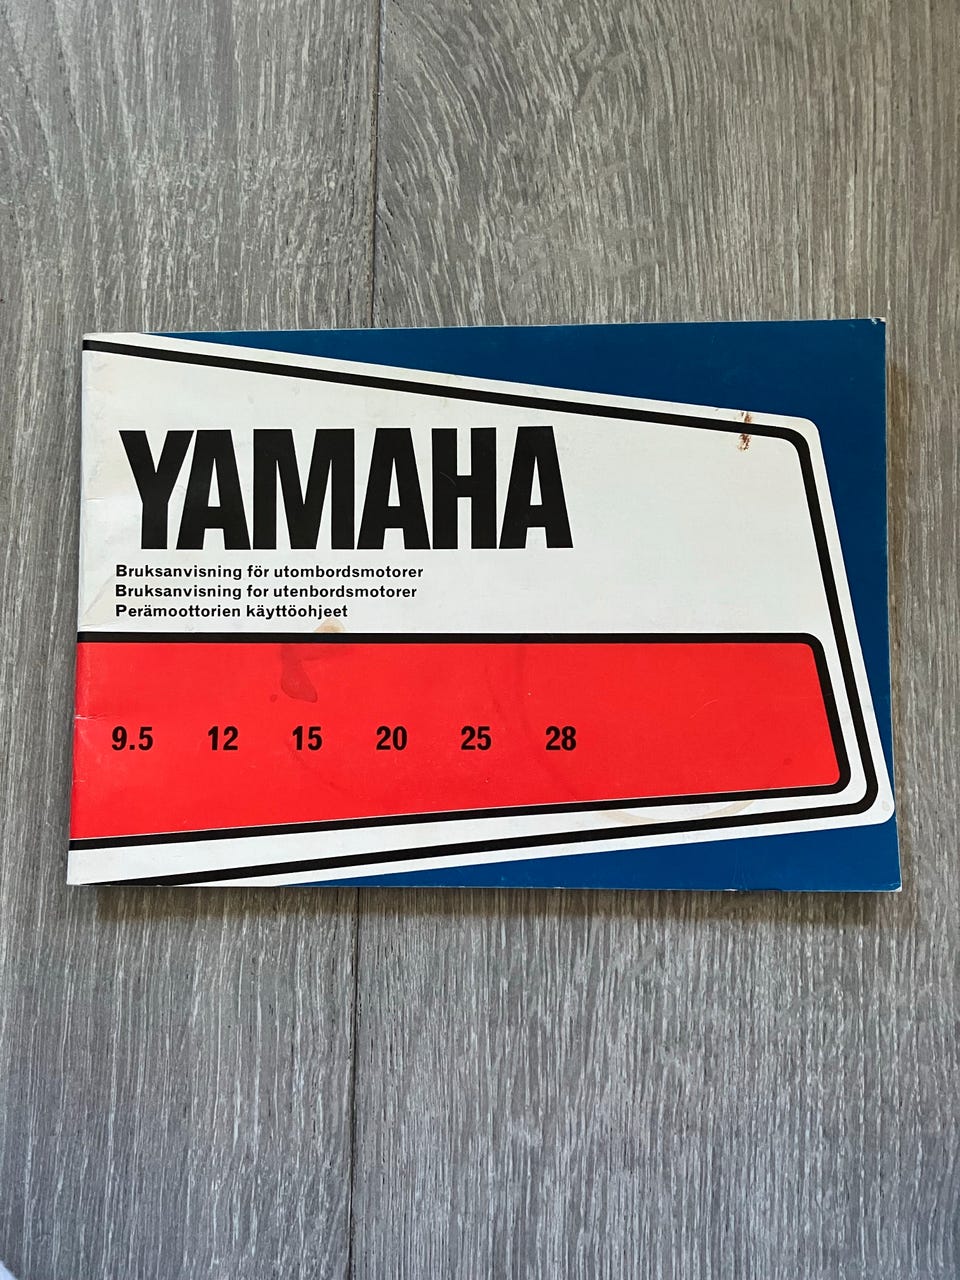 YAMAHA
Bruksanvisning för utombordsmotorer
Bruksanvisning for utenbordsmotorer
Perämoottorien käyttöohjeet
9.5 12 15 20 25 28